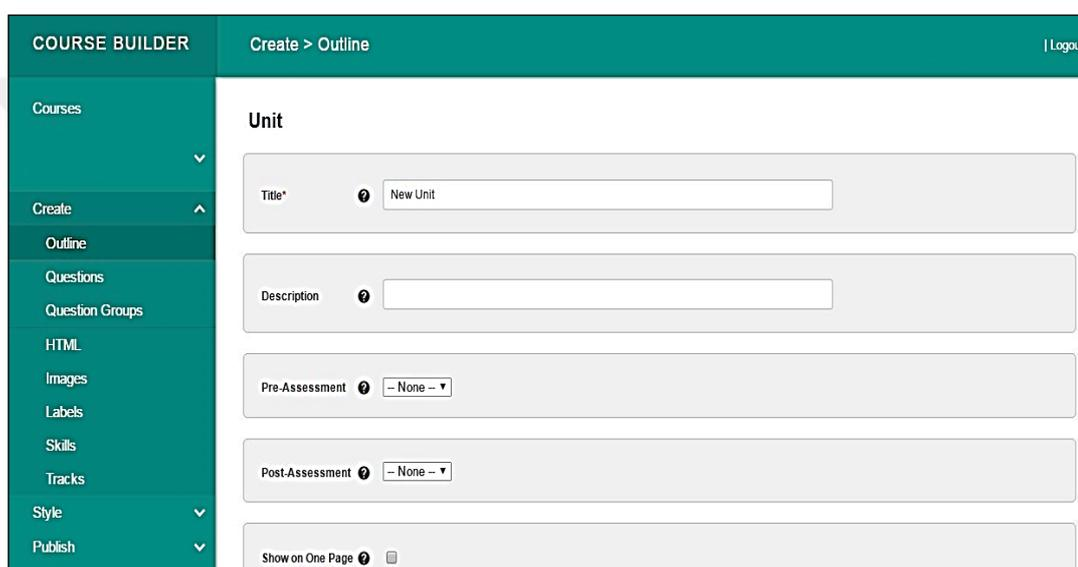 COURSE BUILDER
Create > Outline
| Logou
Courses
Create
Outline
Questions
Question Groups
HTML
Images
Labels
Skills
Tracks
Style
Publish
Unit
Title*
New Unit
Description
Pre-Assessment
-- None --
Post-Assessment
-- None --
Show on One Page